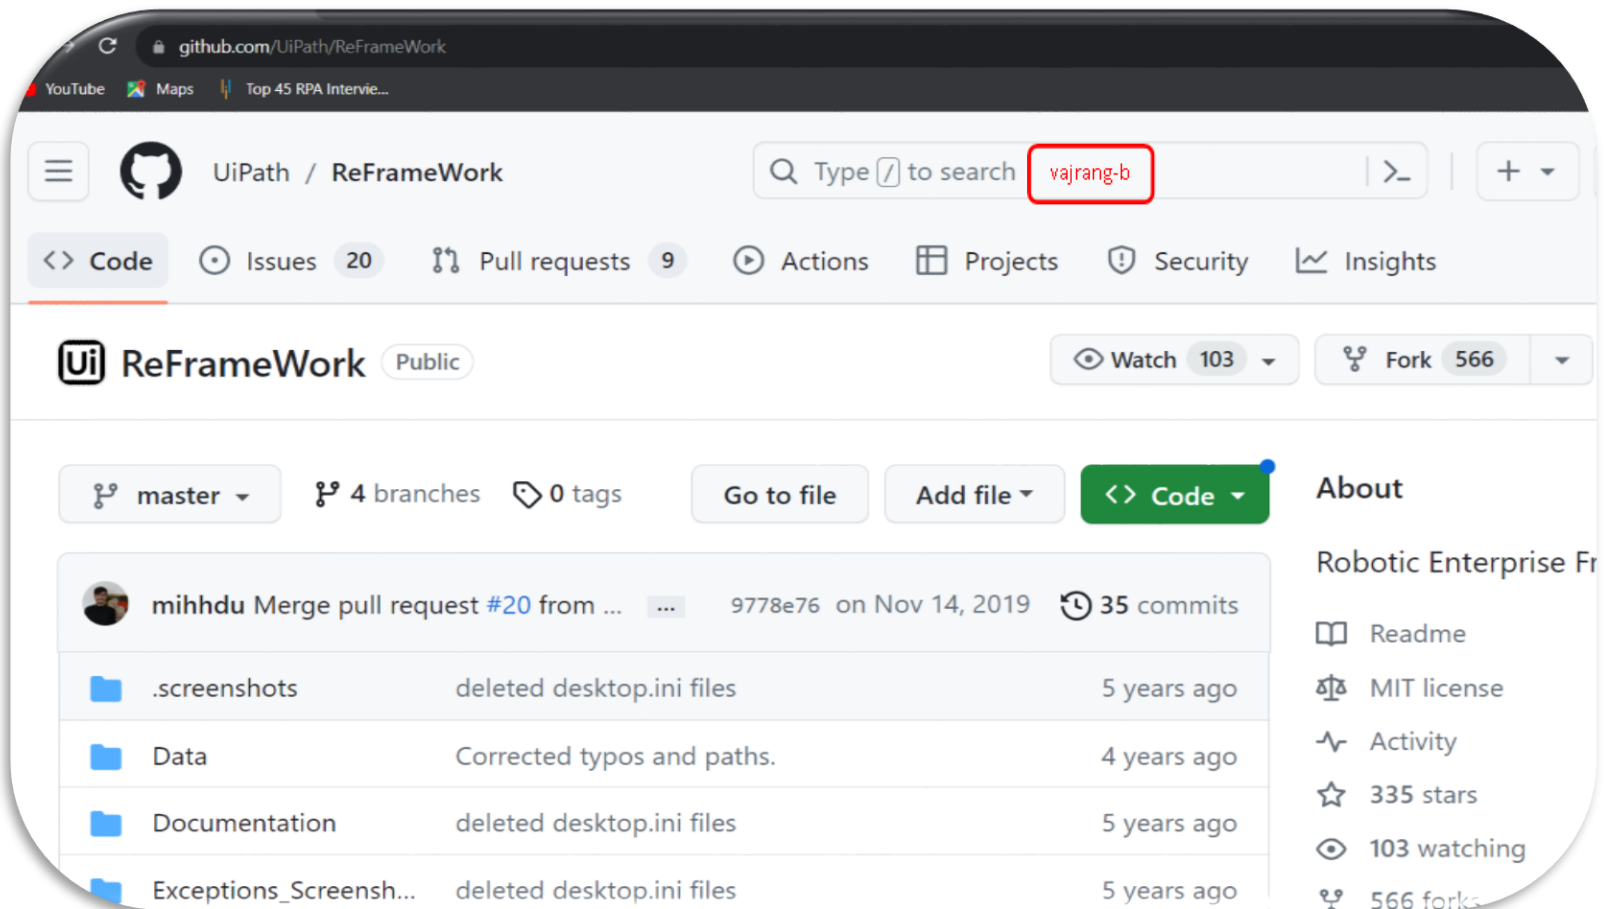 github.com/UiPath/ReFrameWork
YouTube Maps Top 45 RPA Intervie...
UiPath / ReFrameWork Type / to search vajrang-b
Code Issues 20 Pull requests 9 Actions Projects Security Insights
Ui ReFrameWork Public Watch 103 Fork 566
master 4 branches 0 tags Go to file Add file Code
About
Robotic Enterprise Fr
mihhdu Merge pull request #20 from ... ... 9778e76 on Nov 14, 2019 35 commits
Readme
.screenshots deleted desktop.ini files 5 years ago
MIT license
Activity
Data Corrected typos and paths. 4 years ago
335 stars
Documentation deleted desktop.ini files 5 years ago
103 watching
Exceptions_Screensh... deleted desktop.ini files 5 years ago
566 forks